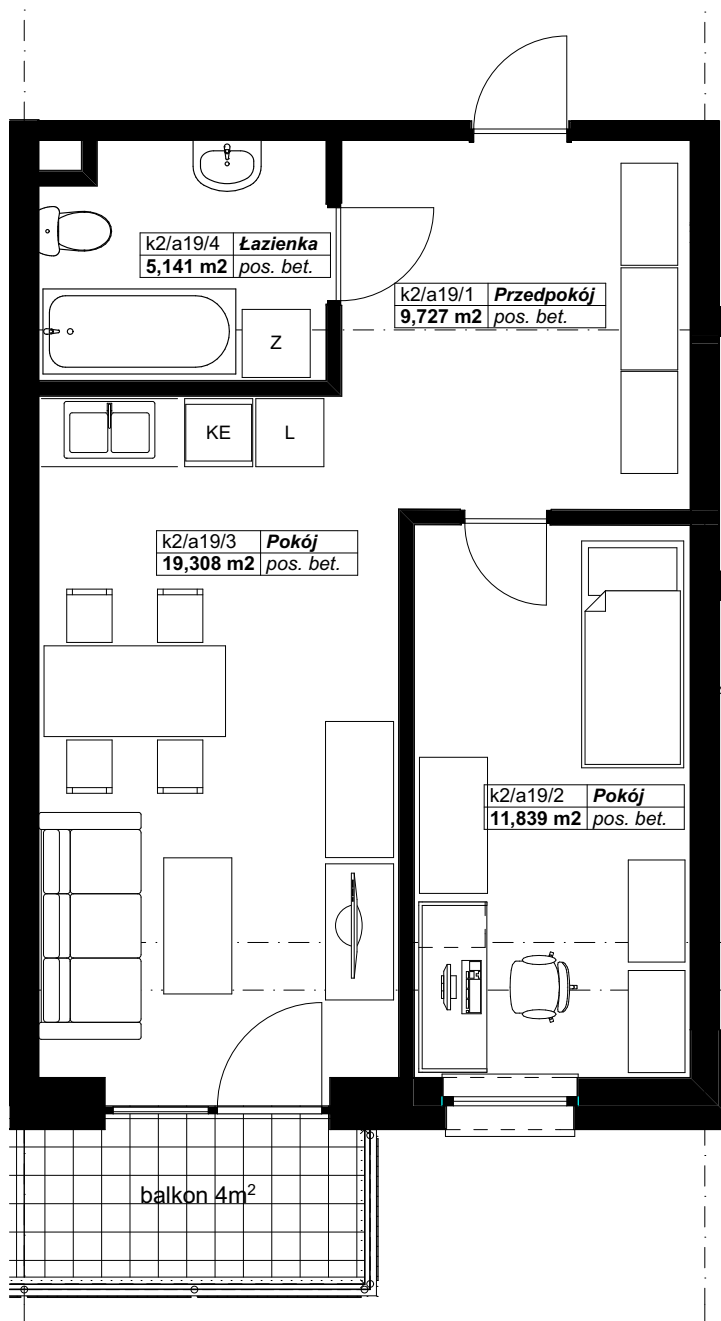 k2/a19/4 Łazienka
5,141 m2 pos. bet.
k2/a19/1 Przedpokój
9,727 m2 pos. bet.
Z
KE L
k2/a19/3 Pokój
19,308 m2 pos. bet.
k2/a19/2 Pokój
11,839 m2 pos. bet.
balkon 4m²